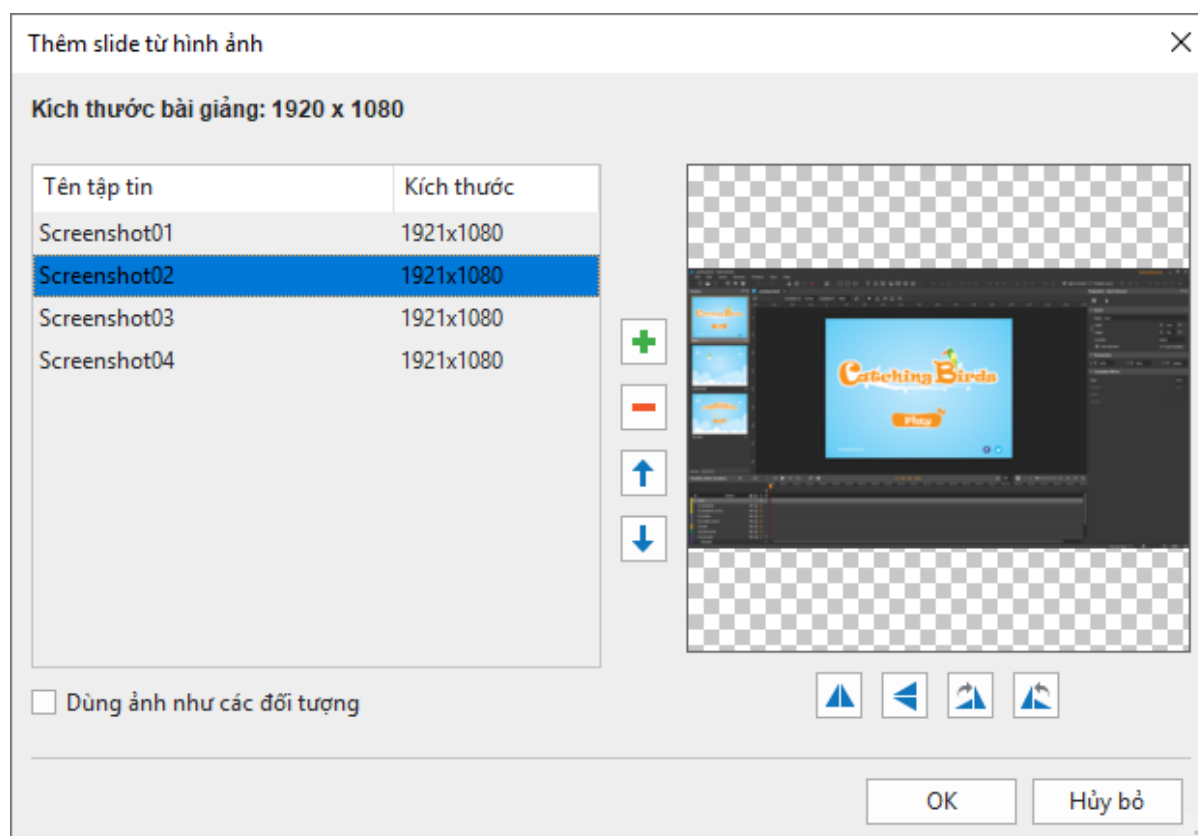 Thêm slide từ hình ảnh
Kích thước bài giảng: 1920 x 1080
Tên tập tin Kích thước
Screenshot01 1921x1080
Screenshot02 1921x1080
Screenshot03 1921x1080
Screenshot04 1921x1080
Catching Birds
Play
Dùng ảnh như các đối tượng
OK Hủy bỏ